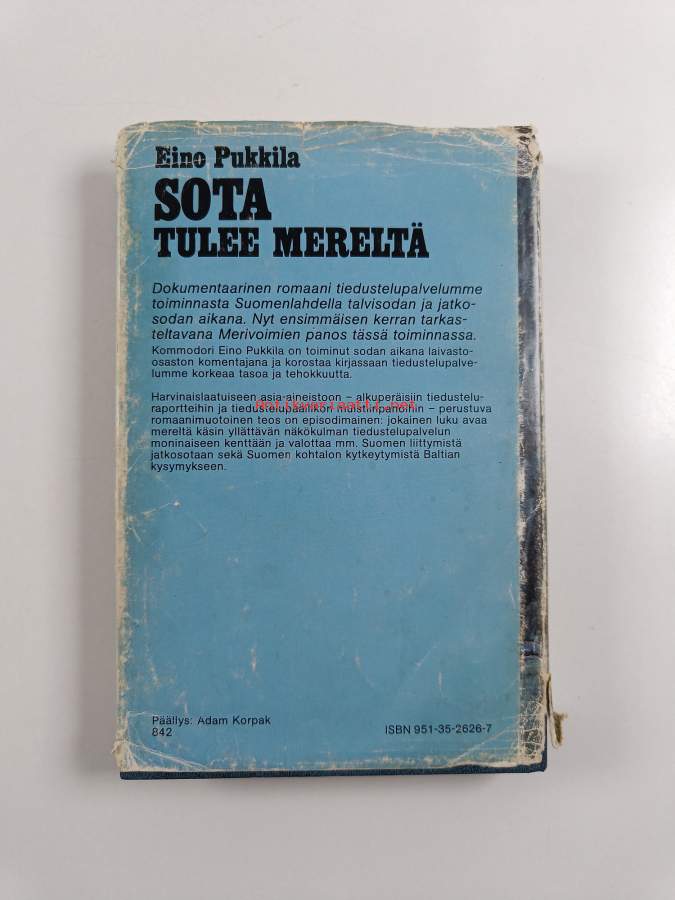 Eino Pukkila
SOTA
TULEE MERELTÄ
Dokumentaarinen romaani tiedustelupalvelumme
toiminnasta Suomenlahdella talvisodan ja jatko-
sodan aikana. Nyt ensimmäisen kerran tarkas-
teltavana Merivoimien panos tässä toiminnassa.
Kommodori Eino Pukkila on toiminut sodan aikana laivasto-
osaston komentajana ja korostaa kirjassaan tiedustelupalve-
lumme korkeaa tasoa ja tehokkuutta.
Harvinaislaatuiseen asia-aineistoon – alkuperäisiin tiedustelu-
raportteihin ja tiedustelupäällikön muistiinpanoihin – perustuva
Antikvariaatti.net
romaanimuotoinen teos on episodimainen: jokainen luku avaa
mereltä käsin yllättävän näkökulman tiedustelupalvelun
moninaiseen kenttään ja valottaa mm. Suomen liittymistä
jatkosotaan sekä Suomen kohtalon kytkeytymistä Baltian
kysymykseen.
Päällys: Adam Korpak
842
ISBN 951-35-2626-7